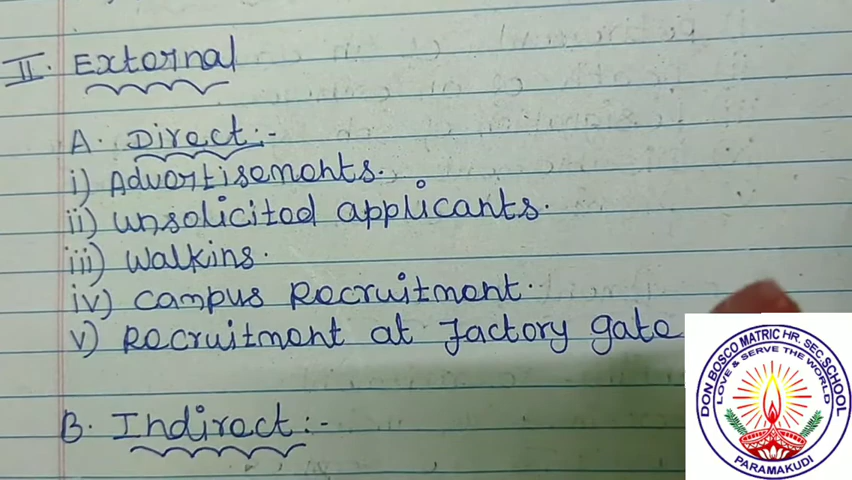 II. External
A. Direct:-
i) Advertisements.
ii) unsolicited applicants.
iii) walkins.
iv) campus Recruitment.
v) Recruitment at factory gate
B. Indirect:-
DON BOSCO MATRIC HR. SEC. SCHOOL
LOVE & SERVE THE WORLD
PARAMAKUDI